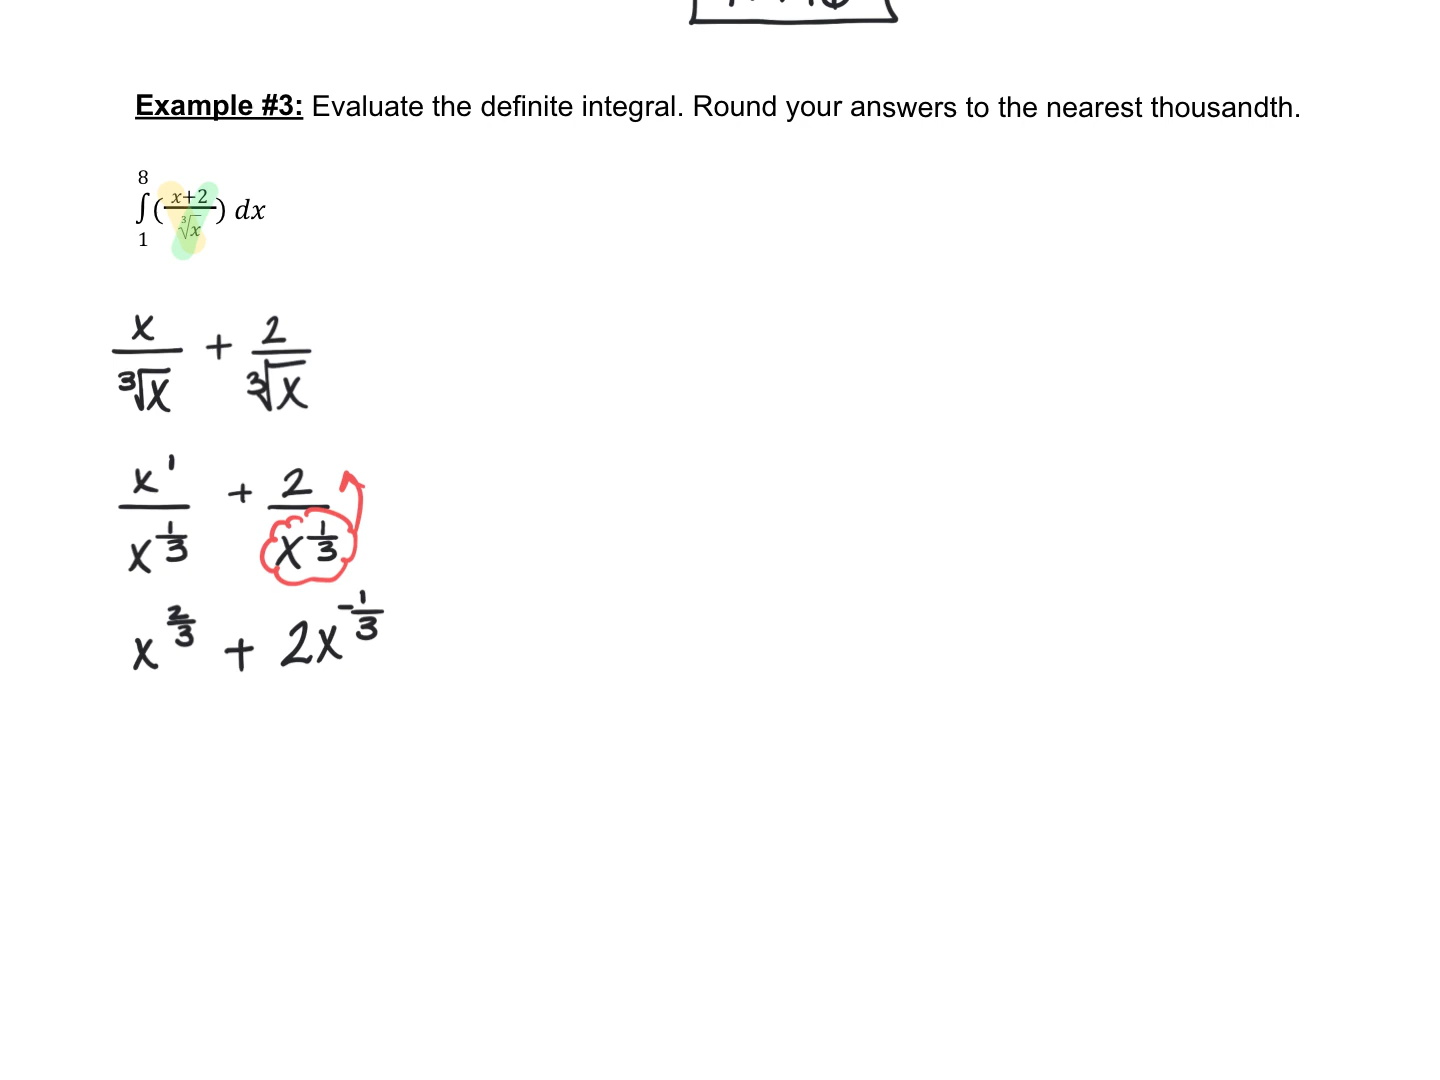 Example #3: Evaluate the definite integral. Round your answers to the nearest thousandth.
8
∫(x+2/∛x) dx
1
x/∛x + 2/∛x
x¹/x^(1/3) + 2/x^(1/3)
x^(2/3) + 2x^(-1/3)